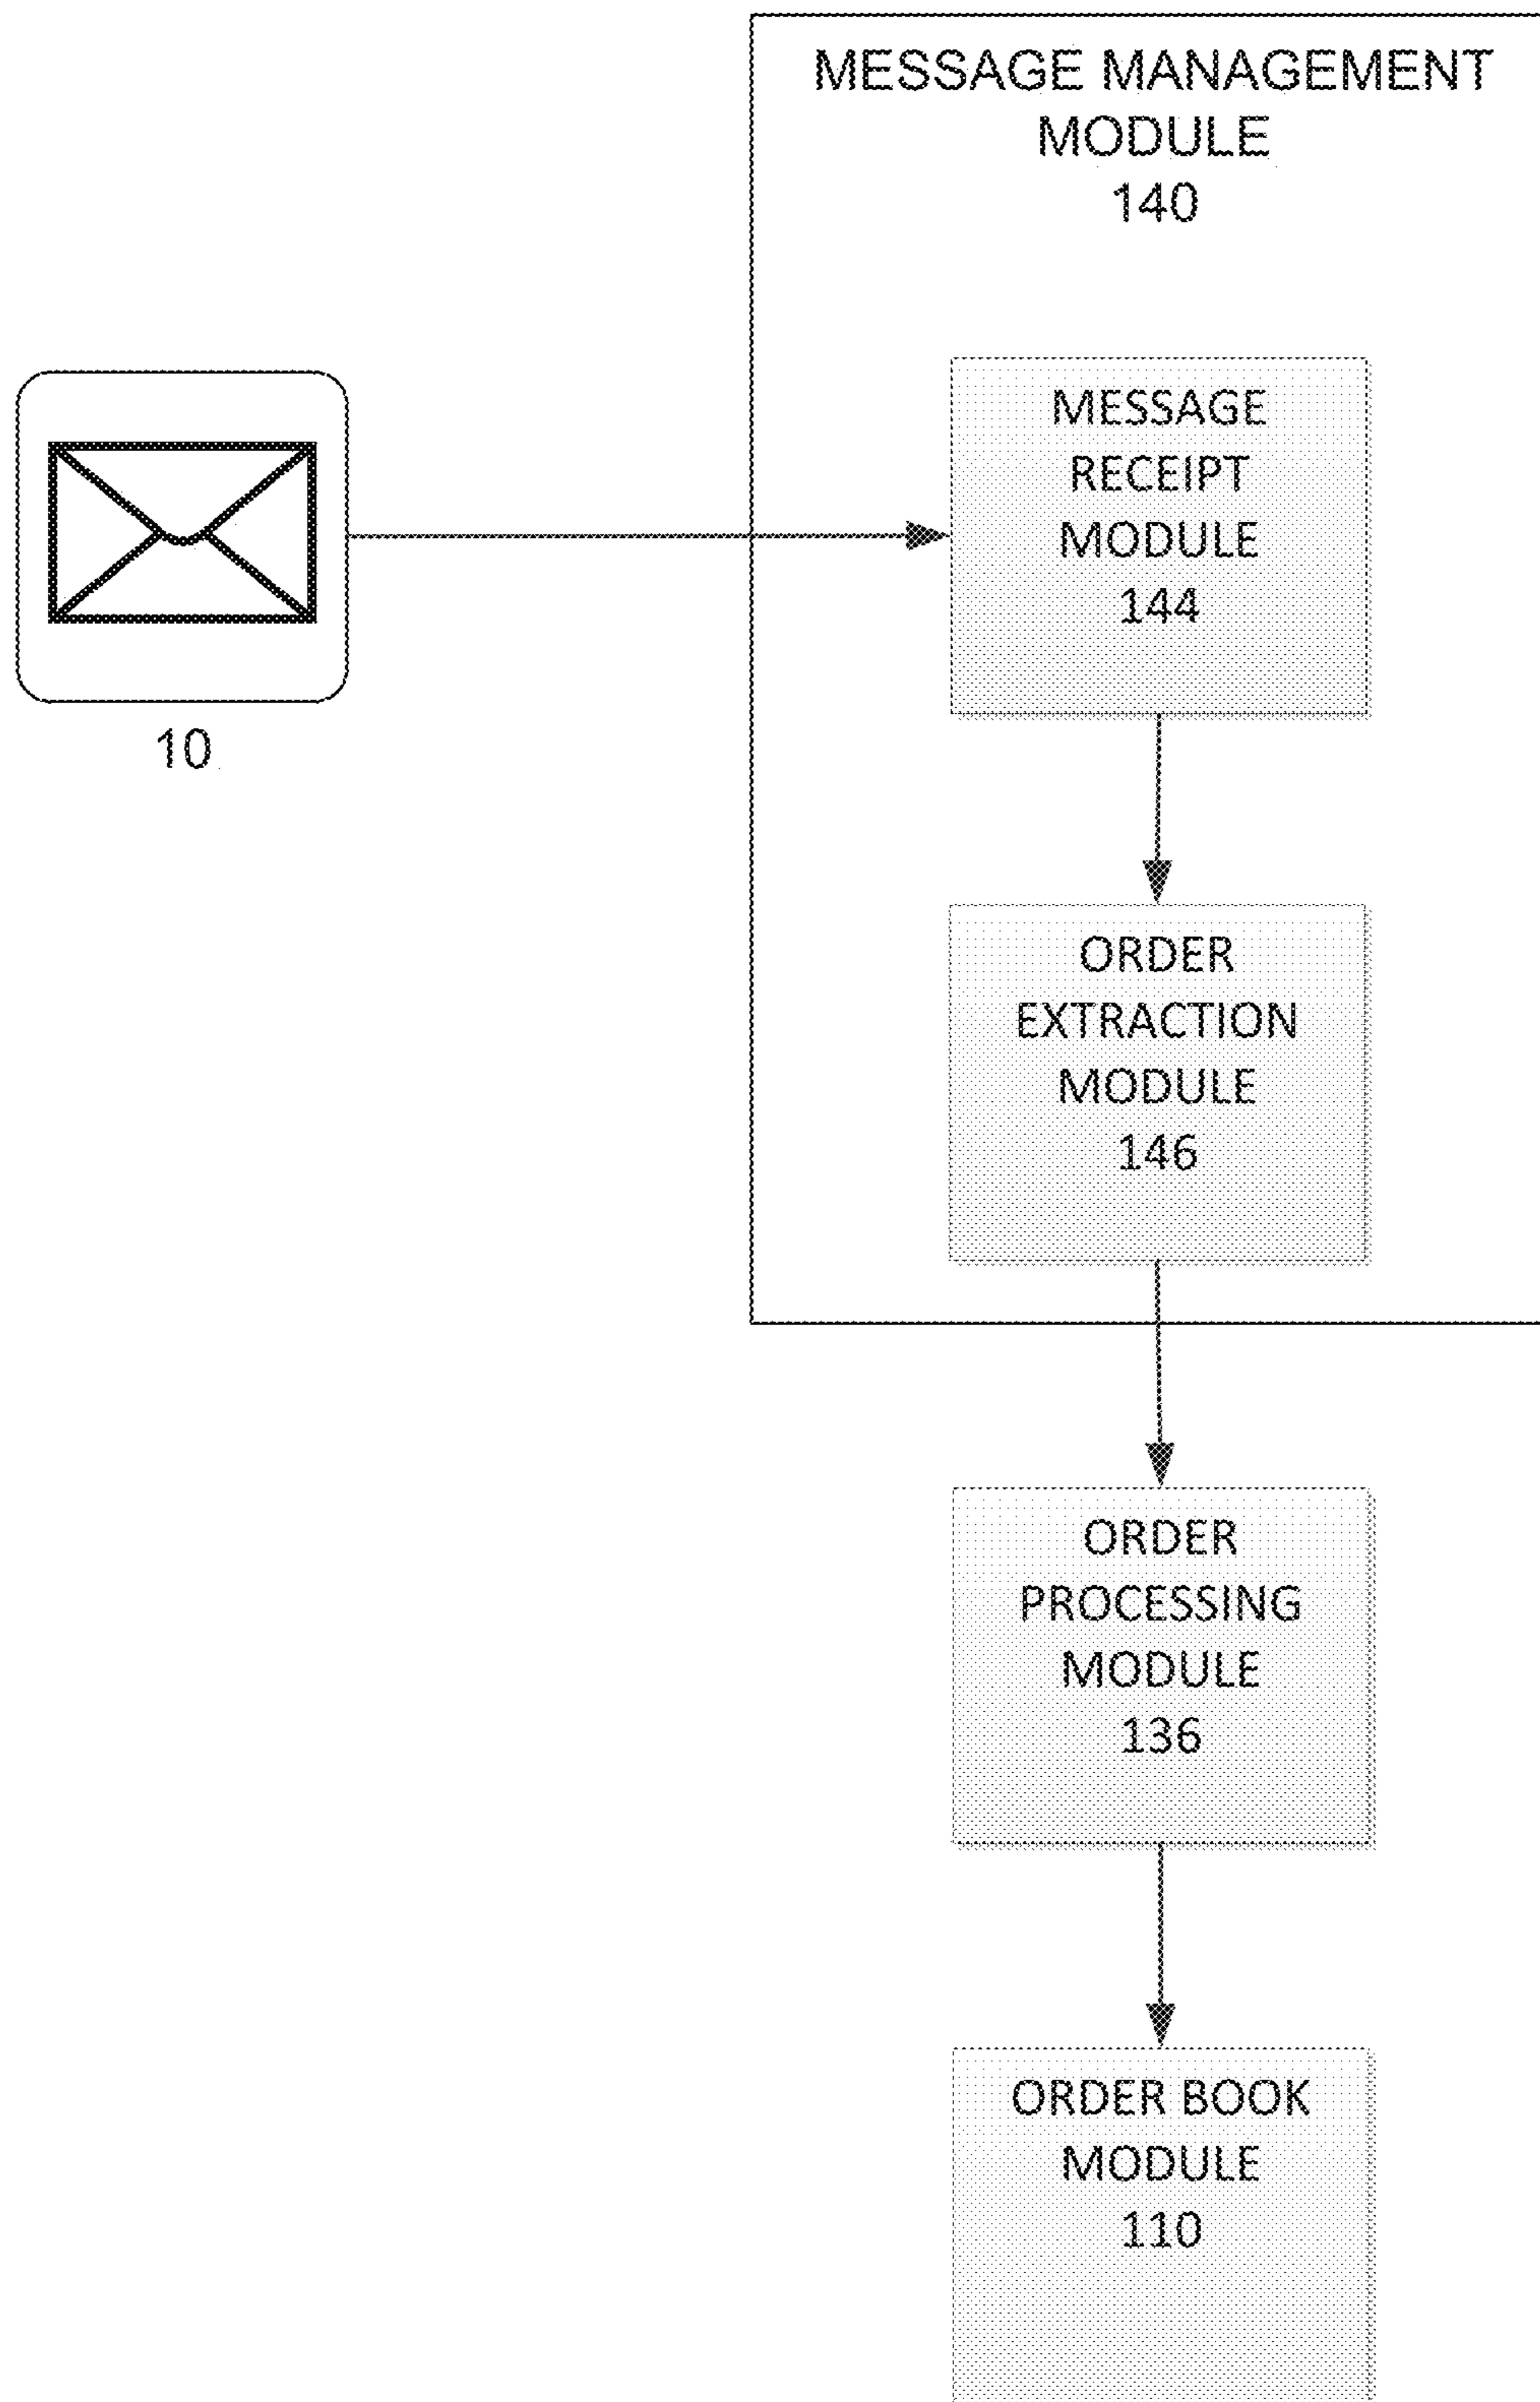 MESSAGE MANAGEMENT
MODULE
140
MESSAGE
RECEIPT
MODULE
144
10
ORDER
EXTRACTION
MODULE
146
ORDER
PROCESSING
MODULE
136
ORDER BOOK
MODULE
110